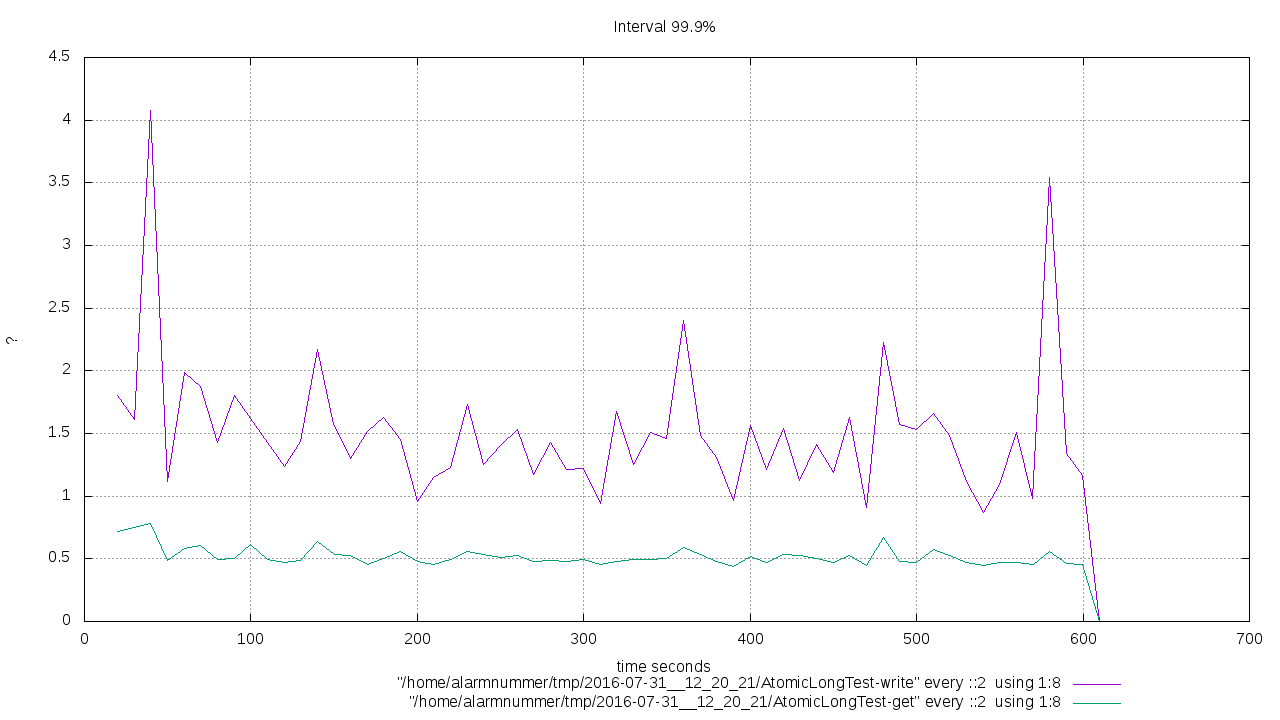 Interval 99.9%
4.5
4
3.5
3
2.5
2
1.5
1
0.5
0
?
0 100 200 300 400 500 600 700
time seconds
"/home/alarmnummer/tmp/2016-07-31__12_20_21/AtomicLongTest-write" every ::2  using 1:8
"/home/alarmnummer/tmp/2016-07-31__12_20_21/AtomicLongTest-get" every ::2  using 1:8